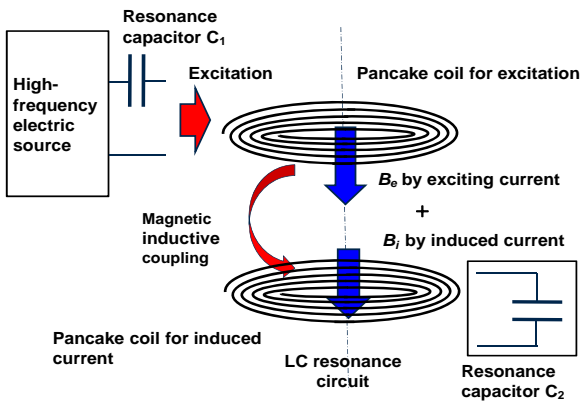 Resonance
capacitor C₁
High-
frequency
electric
source
Excitation
Pancake coil for excitation
Bₑ by exciting current
+
Bᵢ by induced current
Magnetic
inductive
coupling
Pancake coil for induced
current
LC resonance
circuit
Resonance
capacitor C₂